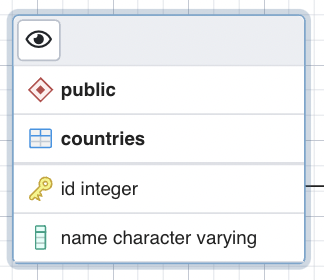 public
countries
id integer
name character varying